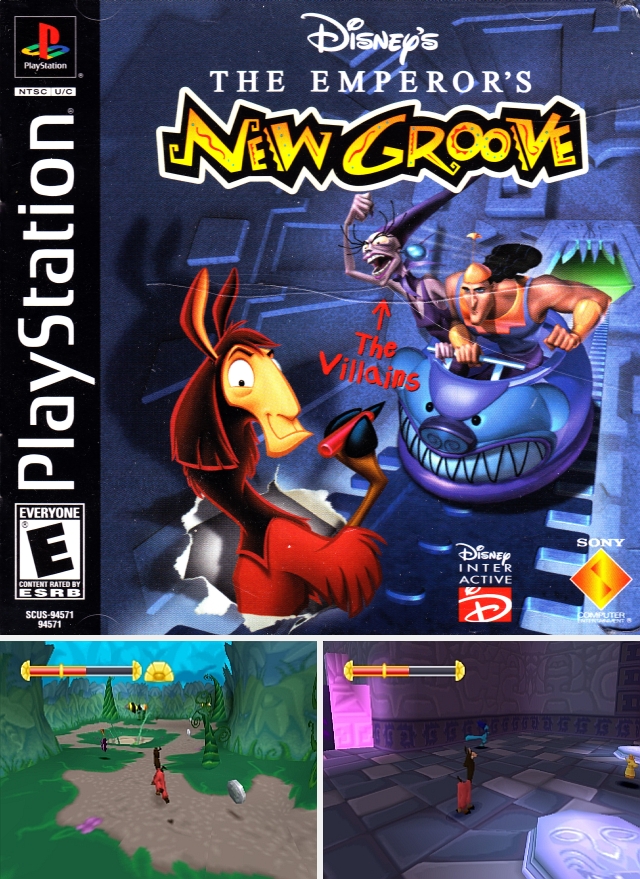 PlayStation
NTSC U/C
PlayStation
EVERYONE
E
CONTENT RATED BY
ESRB
SCUS-94571
94571
Disney's
THE EMPEROR'S
NEW GROOVE
The
Villains
Disney
INTER
ACTIVE
D
SONY
COMPUTER
ENTERTAINMENT